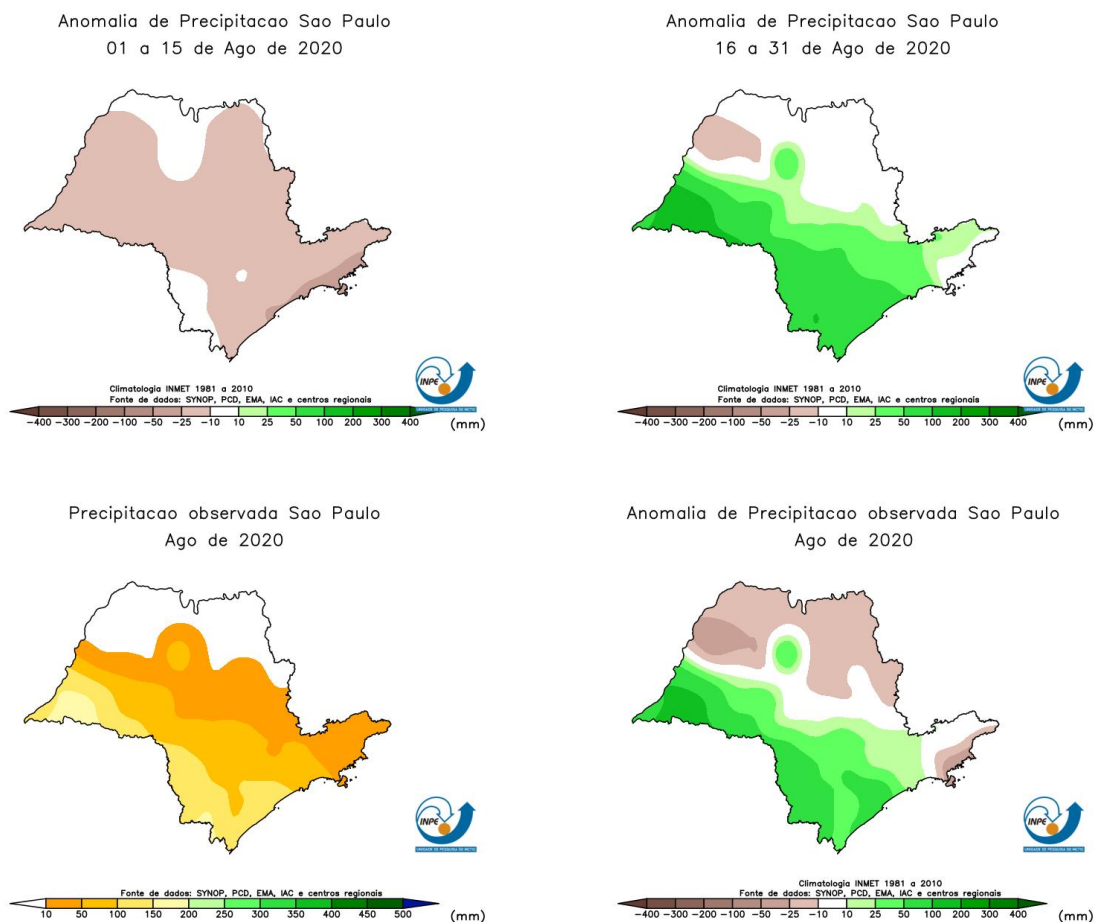 Anomalia de Precipitacao Sao Paulo
01 a 15 de Ago de 2020
INPE
Climatologia INMET 1981 a 2010
Fonte de dados: SYNOP, PCD, EMA, IAC e centros regionais
−400 −300 −200 −100 −50 −25 −10 10 25 50 100 200 300 400 (mm)
Anomalia de Precipitacao Sao Paulo
16 a 31 de Ago de 2020
INPE
Climatologia INMET 1981 a 2010
Fonte de dados: SYNOP, PCD, EMA, IAC e centros regionais
−400 −300 −200 −100 −50 −25 −10 10 25 50 100 200 300 400 (mm)
Precipitacao observada Sao Paulo
Ago de 2020
INPE
Fonte de dados: SYNOP, PCD, EMA, IAC e centros regionais
10 50 100 150 200 250 300 350 400 450 500 (mm)
Anomalia de Precipitacao observada Sao Paulo
Ago de 2020
INPE
Climatologia INMET 1981 a 2010
Fonte de dados: SYNOP, PCD, EMA, IAC e centros regionais
−400 −300 −200 −100 −50 −25 −10 10 25 50 100 200 300 400 (mm)